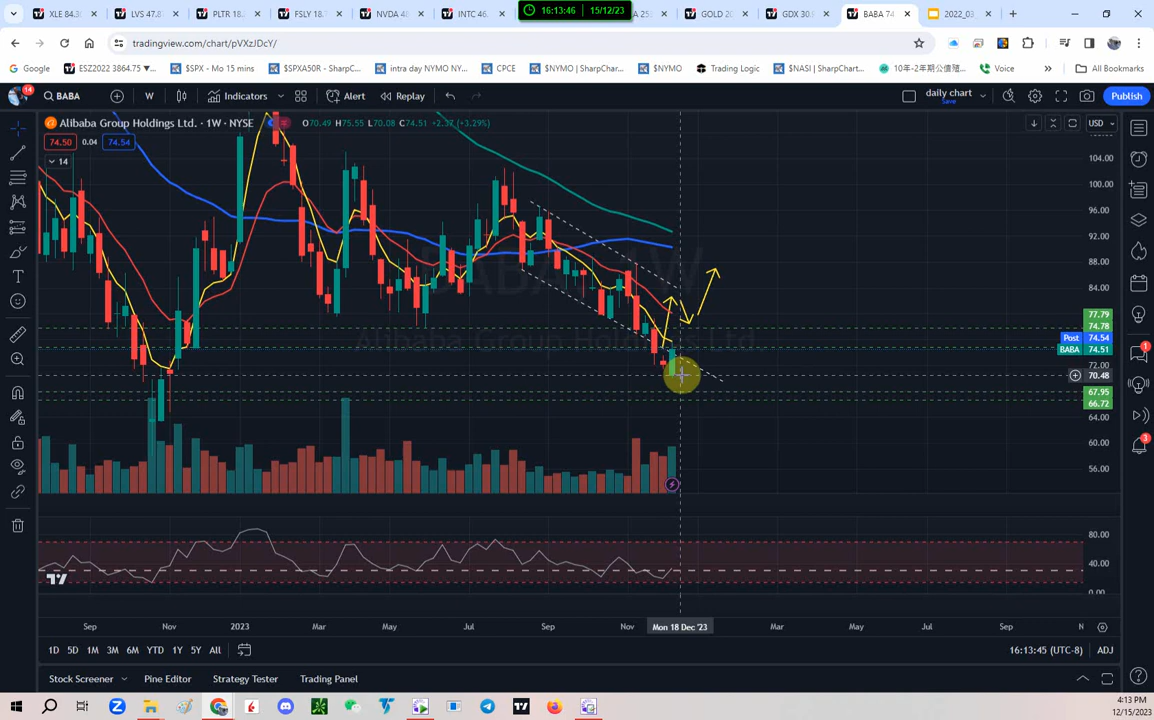 16:13:46 15/12/23
XLE 84.3
LVS 47.8
PLTR 18.
FSLY 18.7
NVDA 48
INTC 46.
A 25
GOLD 20
GDX 30.
BABA 74
2022_03
tradingview.com/chart/pVXzJDcY/
Google
ESZ2022 3864.75 ▼...
$SPX - Mo 15 mins
$SPXA50R - SharpC...
intra day NYMO NY...
CPCE
$NYMO | SharpChar...
$NYMO
Trading Logic
$NASI | SharpChart...
10年-2年期公債殖...
Voice
»
All Bookmarks
14
BABA
W
Indicators
Alert
Replay
daily chart
Save
Publish
Alibaba Group Holdings Ltd. · 1W · NYSE
O70.49 H75.55 L70.08 C74.51 +2.37 (+3.29%)
USD
74.50 0.04 74.54
14
104.00
100.00
96.00
92.00
88.00
84.00
77.79
74.78
Post 74.54
BABA 74.51
72.00
70.48
67.95
66.72
64.00
60.00
56.00
80.00
40.00
0.00
Sep
Nov
2023
Mar
May
Jul
Sep
Nov
Mon 18 Dec '23
Mar
May
Jul
Sep
1D 5D 1M 3M 6M YTD 1Y 5Y All
16:13:45 (UTC-8)
ADJ
Stock Screener
Pine Editor
Strategy Tester
Trading Panel
1
3
4:13 PM
12/15/2023